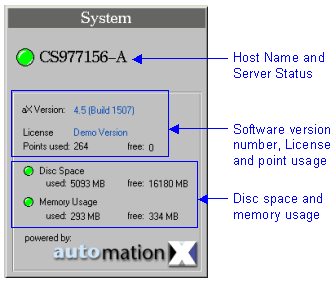 System
CS977156-A
Host Name and
Server Status
aX Version: 4.5 (Build 1507)
License Demo Version
Points used: 264 free: 0
Software version
number, License
and point usage
Disc Space
used: 5093 MB free: 16180 MB
Memory Usage
used: 293 MB free: 334 MB
Disc space and
memory usage
powered by:
automationX